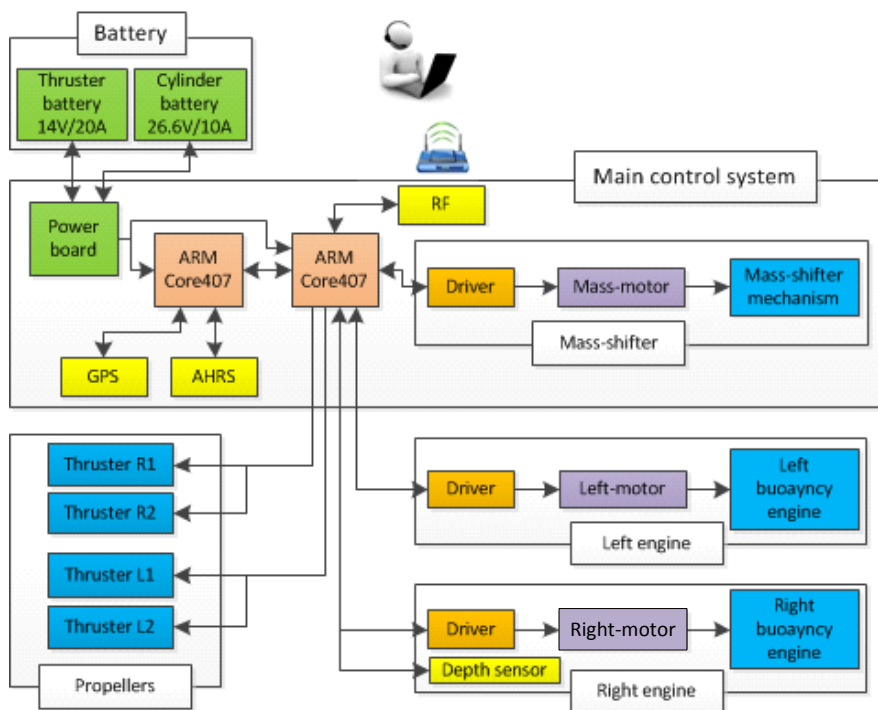 Battery
Thruster
battery
14V/20A
Cylinder
battery
26.6V/10A
Main control system
RF
Power
board
ARM
Core407
ARM
Core407
Driver
Mass-motor
Mass-shifter
mechanism
Mass-shifter
GPS
AHRS
Thruster R1
Thruster R2
Thruster L1
Thruster L2
Propellers
Driver
Left-motor
Left
buoayncy
engine
Left engine
Driver
Right-motor
Right
buoayncy
engine
Depth sensor
Right engine